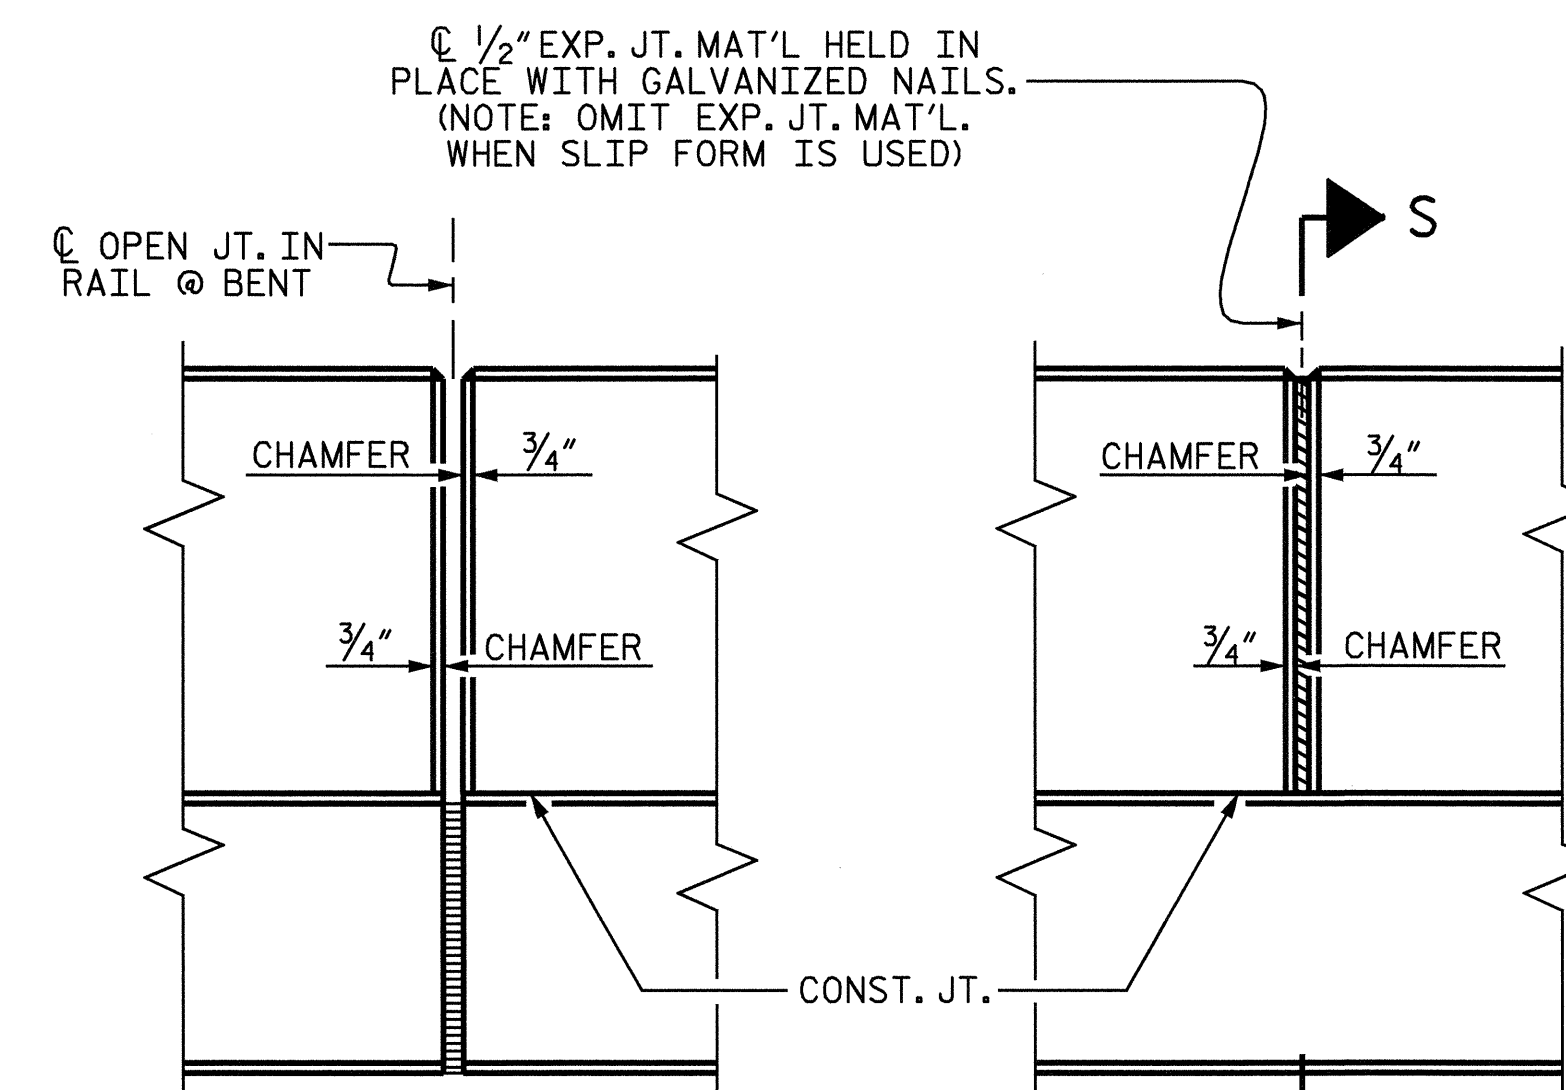 ℄ 1/2" EXP. JT. MAT'L HELD IN
PLACE WITH GALVANIZED NAILS.
(NOTE: OMIT EXP. JT. MAT'L.
WHEN SLIP FORM IS USED)
S
℄ OPEN JT. IN
RAIL @ BENT
CHAMFER
3/4"
CHAMFER
3/4"
3/4"
CHAMFER
3/4"
CHAMFER
CONST. JT.